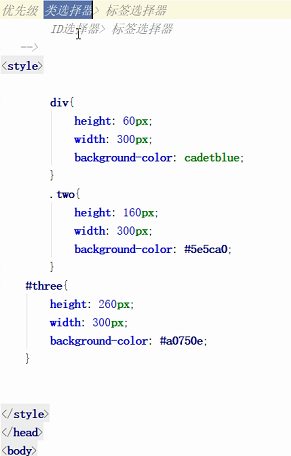 优先级 类选择器> 标签选择器
ID选择器> 标签选择器
-->
<style>
div{
height: 60px;
width: 300px;
background-color: cadetblue;
}
.two{
height: 160px;
width: 300px;
background-color: #5e5ca0;
}
#three{
height: 260px;
width: 300px;
background-color: #a0750e;
}
</style>
</head>
<body>